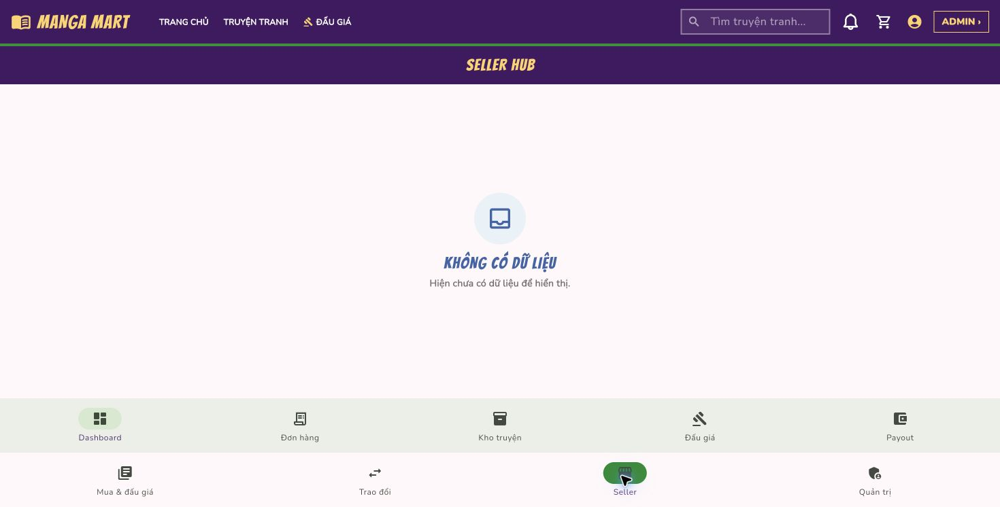 MANGA MART
TRANG CHỦ
TRUYỆN TRANH
ĐẤU GIÁ
Tìm truyện tranh...
ADMIN ›
SELLER HUB
KHÔNG CÓ DỮ LIỆU
Hiện chưa có dữ liệu để hiển thị.
Dashboard
Đơn hàng
Kho truyện
Đấu giá
Payout
Mua & đấu giá
Trao đổi
Seller
Quản trị